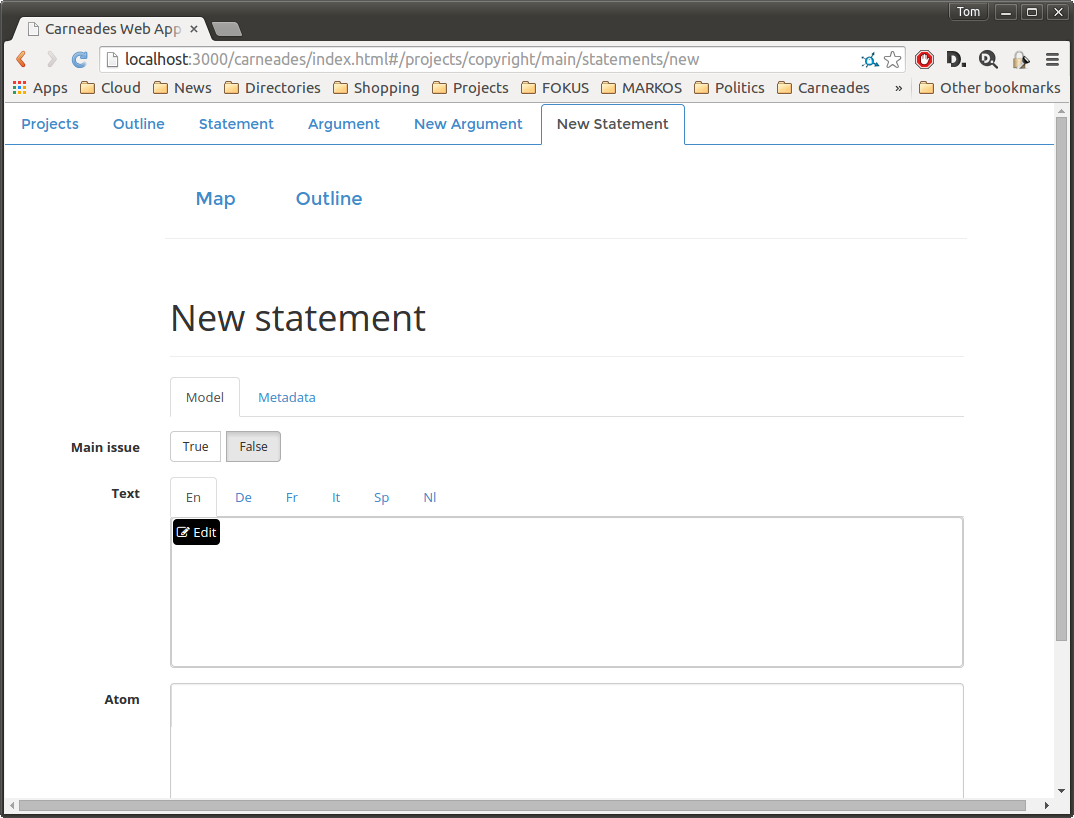 Tom
Carneades Web App
localhost:3000/carneades/index.html#/projects/copyright/main/statements/new
Apps Cloud News Directories Shopping Projects FOKUS MARKOS Politics Carneades » Other bookmarks
Projects Outline Statement Argument New Argument New Statement
Map Outline
New statement
Model Metadata
Main issue True False
Text En De Fr It Sp Nl
Edit
Atom